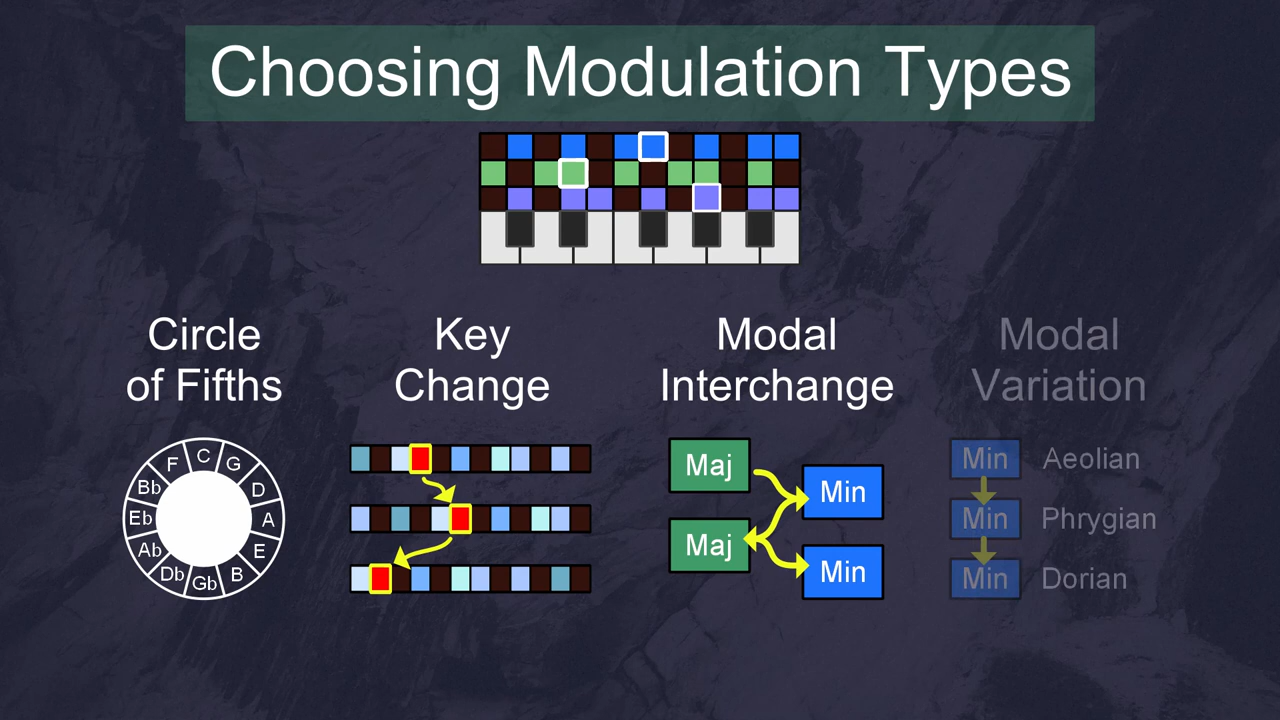 Choosing Modulation Types
Circle
of Fifths
Key
Change
Modal
Interchange
Modal
Variation
C
G
D
A
E
B
Gb
Db
Ab
Eb
Bb
F
Maj
Min
Maj
Min
Min Aeolian
Min Phrygian
Min Dorian